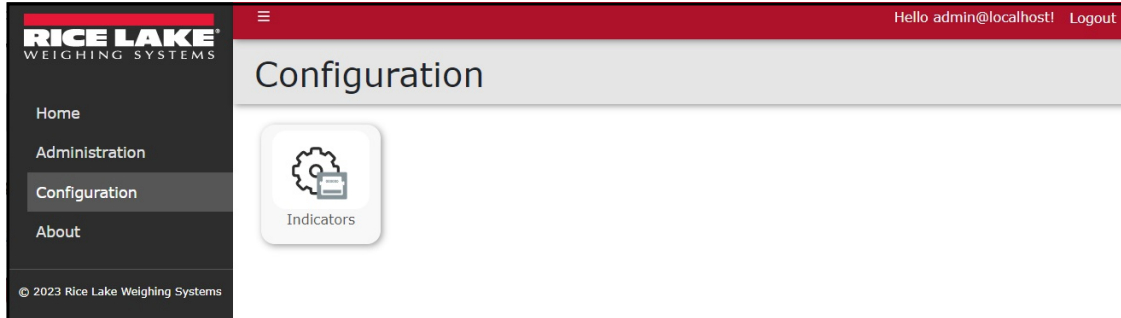 RICE LAKE®
WEIGHING SYSTEMS
☰ Hello admin@localhost! Logout
Configuration
Home
Administration
Configuration
About
Indicators
© 2023 Rice Lake Weighing Systems